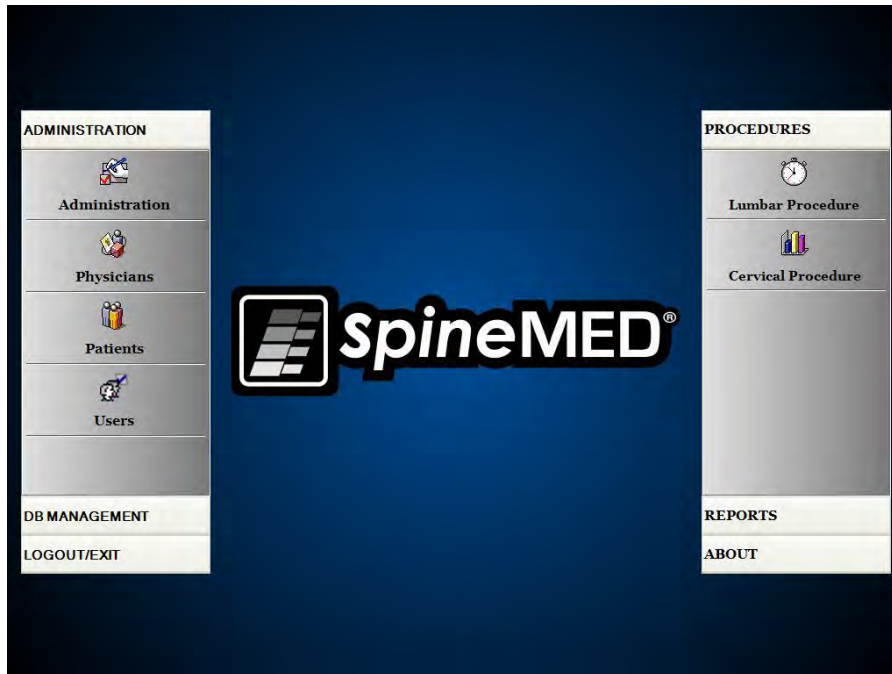 ADMINISTRATION
Administration
Physicians
Patients
Users
DB MANAGEMENT
LOGOUT/EXIT
SpineMED®
PROCEDURES
Lumbar Procedure
Cervical Procedure
REPORTS
ABOUT